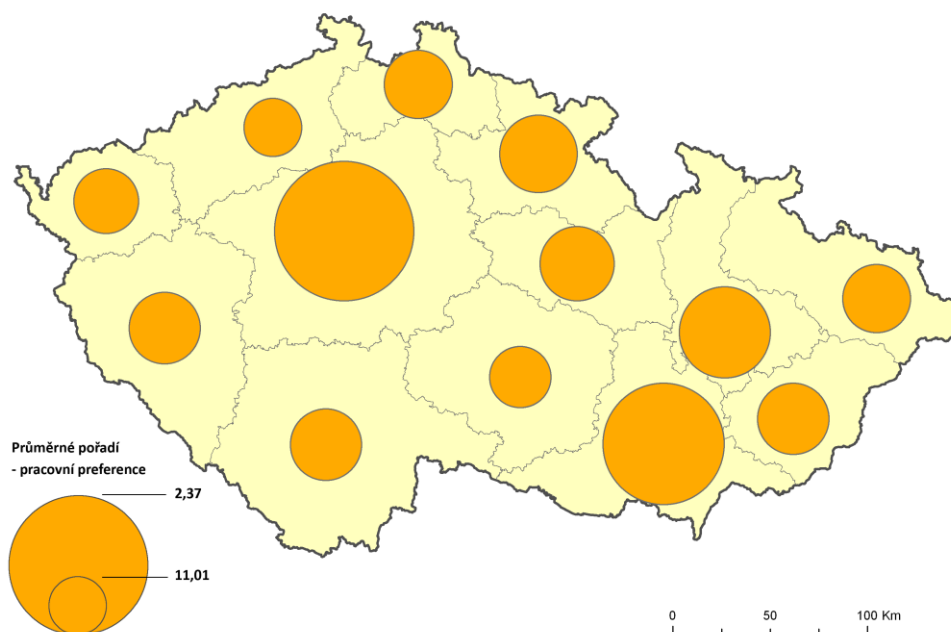 Průměrné pořadí
- pracovní preference
2,37
11,01
0 50 100 Km